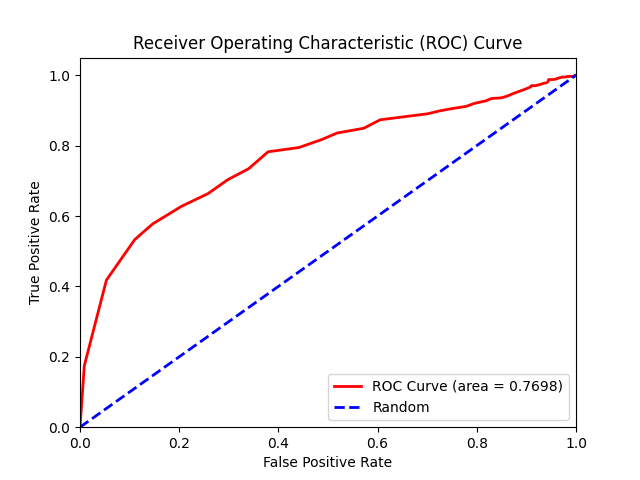 Receiver Operating Characteristic (ROC) Curve
True Positive Rate
1.0
0.8
0.6
0.4
0.2
0.0
ROC Curve (area = 0.7698)
Random
0.0 0.2 0.4 0.6 0.8 1.0
False Positive Rate